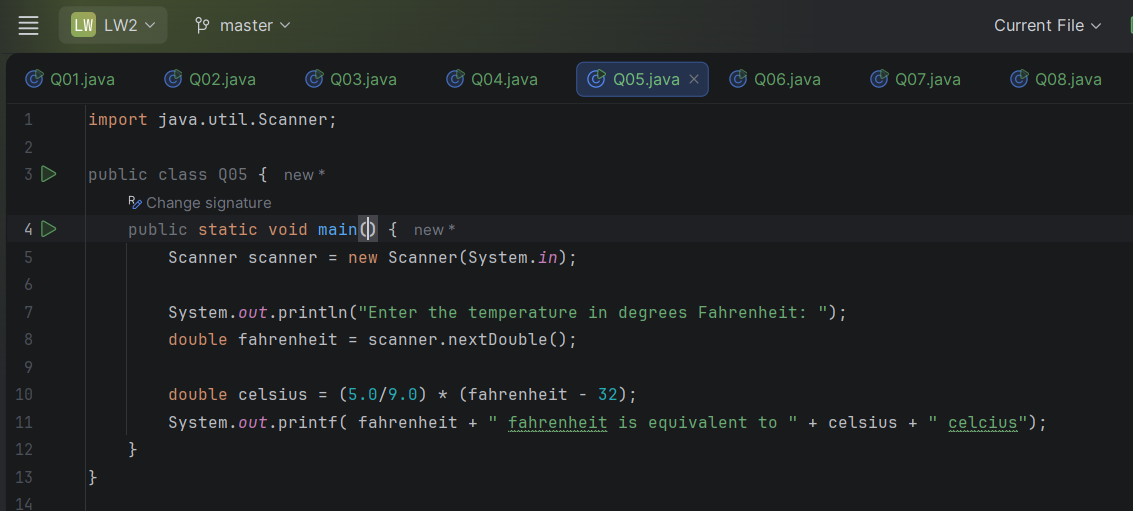 LW LW2 master Current File
Q01.java Q02.java Q03.java Q04.java Q05.java Q06.java Q07.java Q08.java
1 import java.util.Scanner;
2
3 public class Q05 { new *
Change signature
4 public static void main() { new *
5 Scanner scanner = new Scanner(System.in);
6
7 System.out.println("Enter the temperature in degrees Fahrenheit: ");
8 double fahrenheit = scanner.nextDouble();
9
10 double celsius = (5.0/9.0) * (fahrenheit - 32);
11 System.out.printf( fahrenheit + " fahrenheit is equivalent to " + celsius + " celcius");
12 }
13 }
14